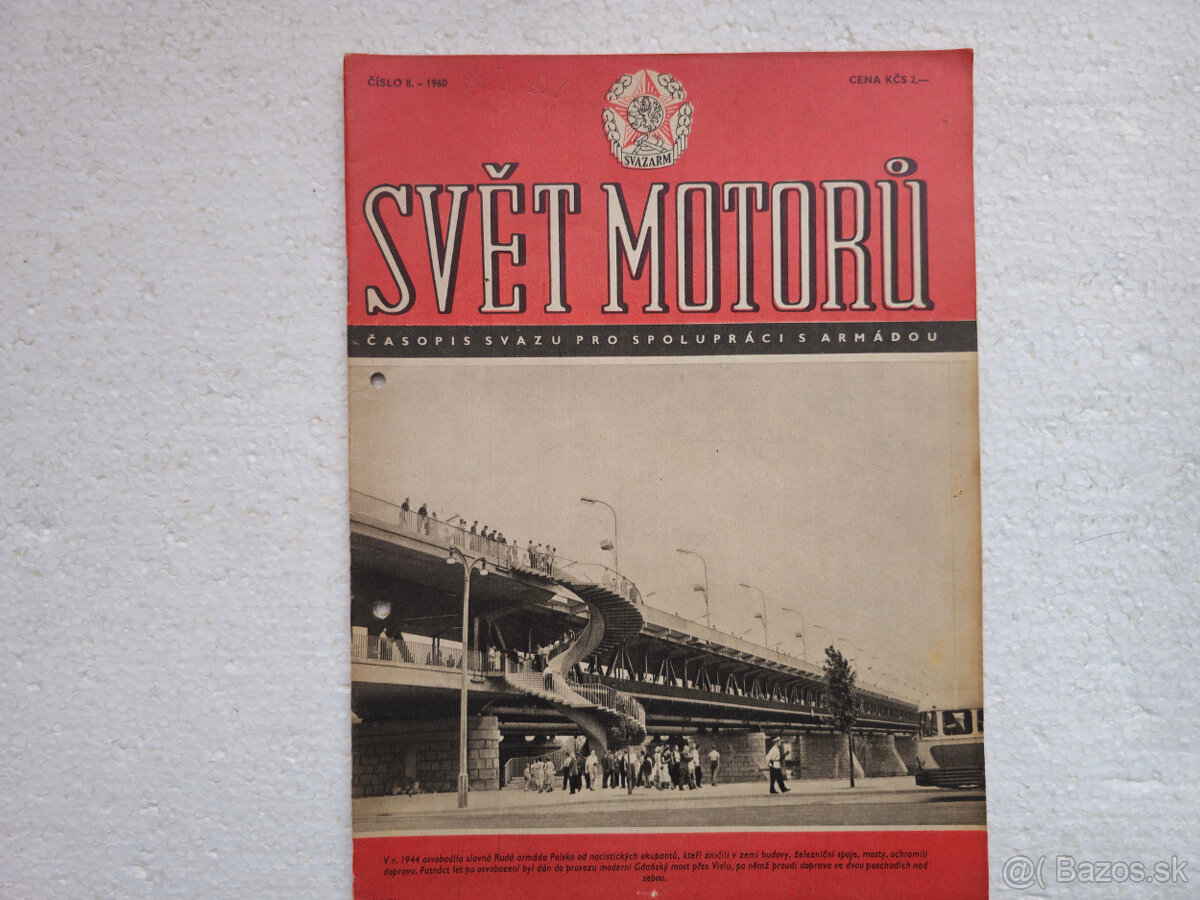 ČÍSLO 8. – 1960
CENA KČS 2,—
SVAZARM
SVĚT MOTORŮ
ČASOPIS SVAZU PRO SPOLUPRÁCI S ARMÁDOU
V r. 1944 osvobodila slavná Rudá armáda Polsko od nacistických okupantů, kteří zničili v zemi budovy, železniční spoje, mosty, ochromili
dopravu. Patnáct let po osvobození byl dán do provozu moderní Gdaňský most přes Vislu, po němž proudí doprava ve dvou poschodích nad
sebou.
Bazos.sk